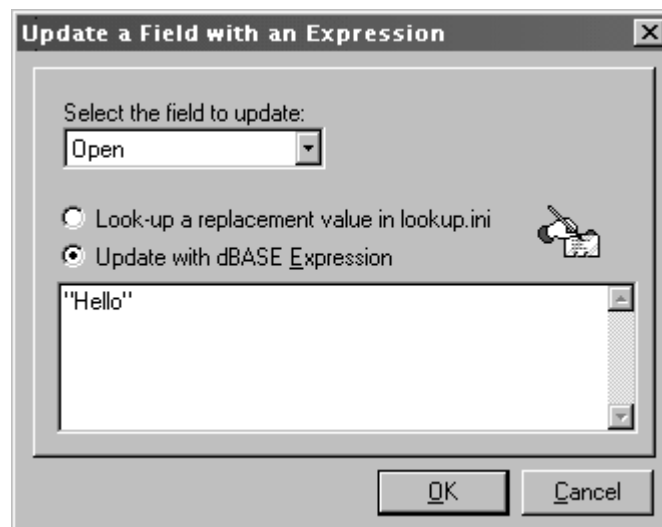 Update a Field with an Expression
Select the field to update:
Open
Look-up a replacement value in lookup.ini
Update with dBASE Expression
"Hello"
OK Cancel